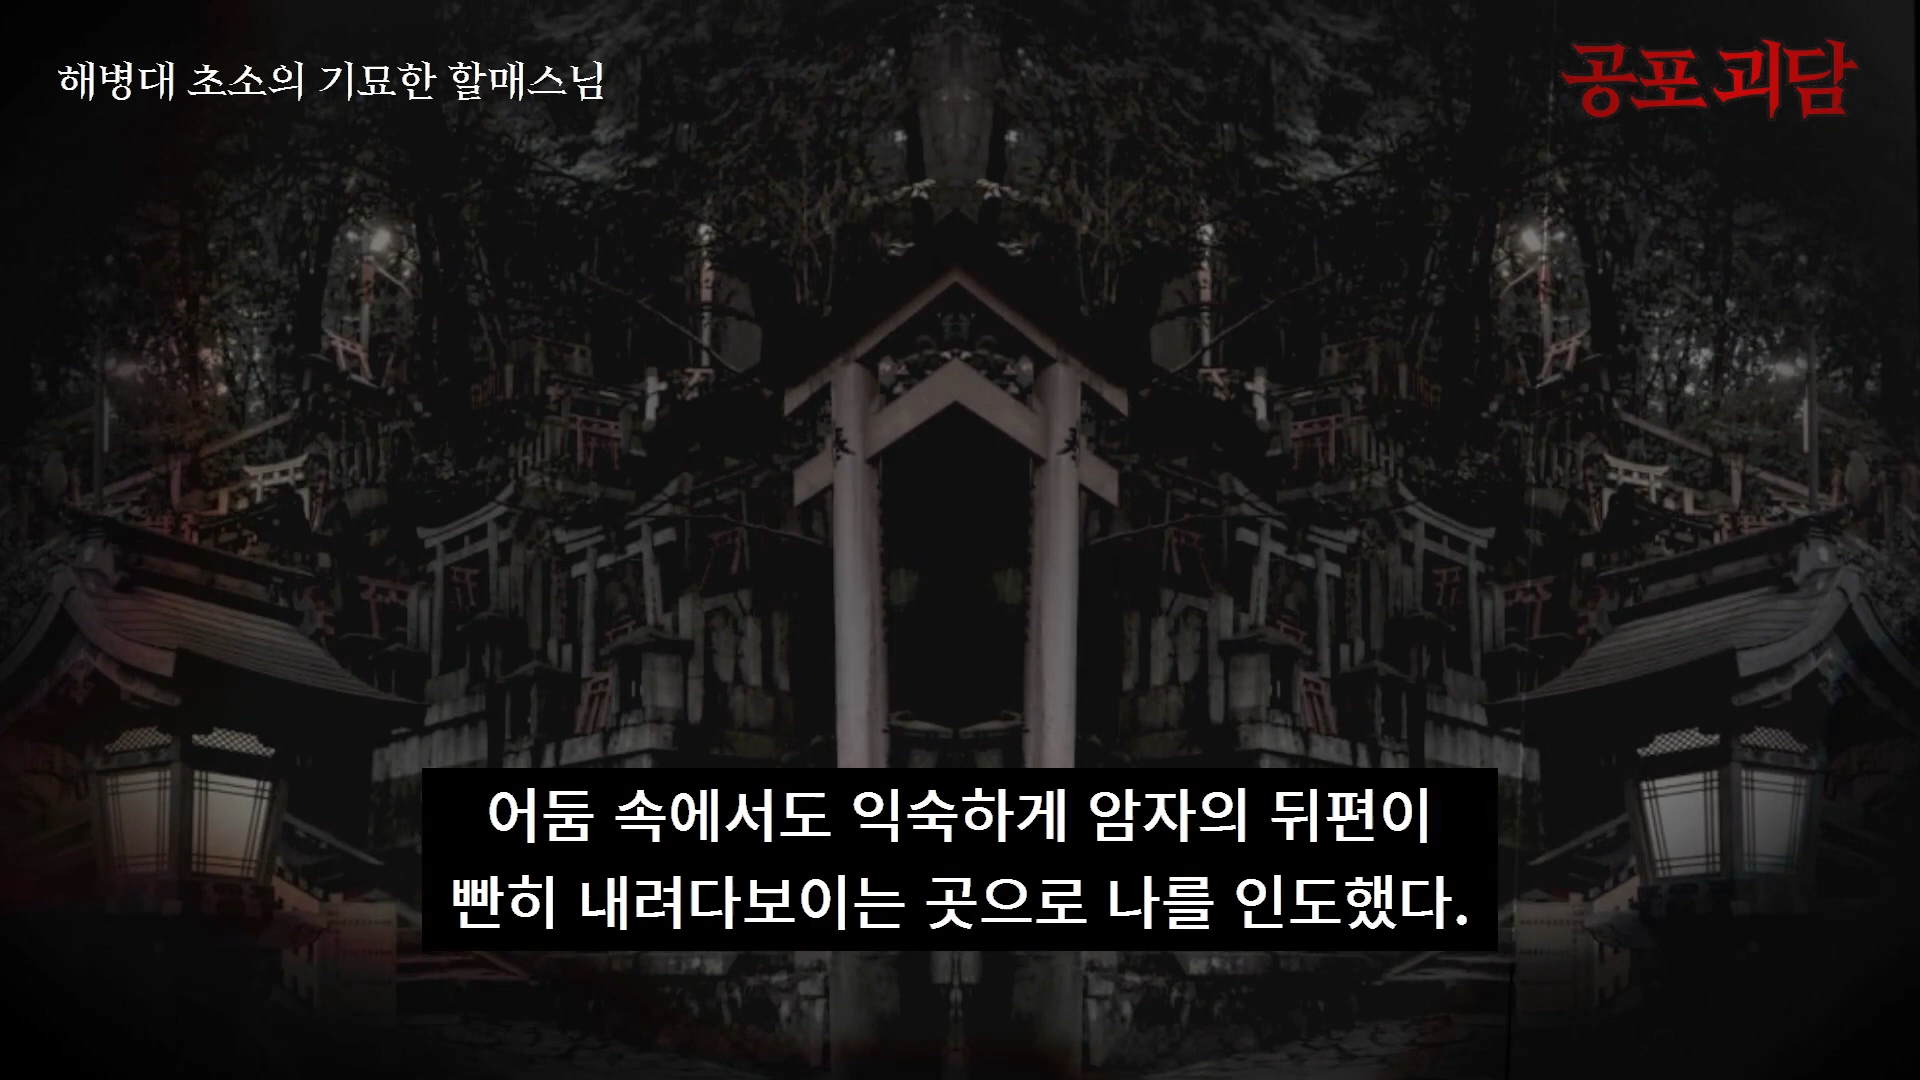 해병대 초소의 기묘한 할매스님
공포 괴담
어둠 속에서도 익숙하게 암자의 뒤편이
빤히 내려다보이는 곳으로 나를 인도했다.